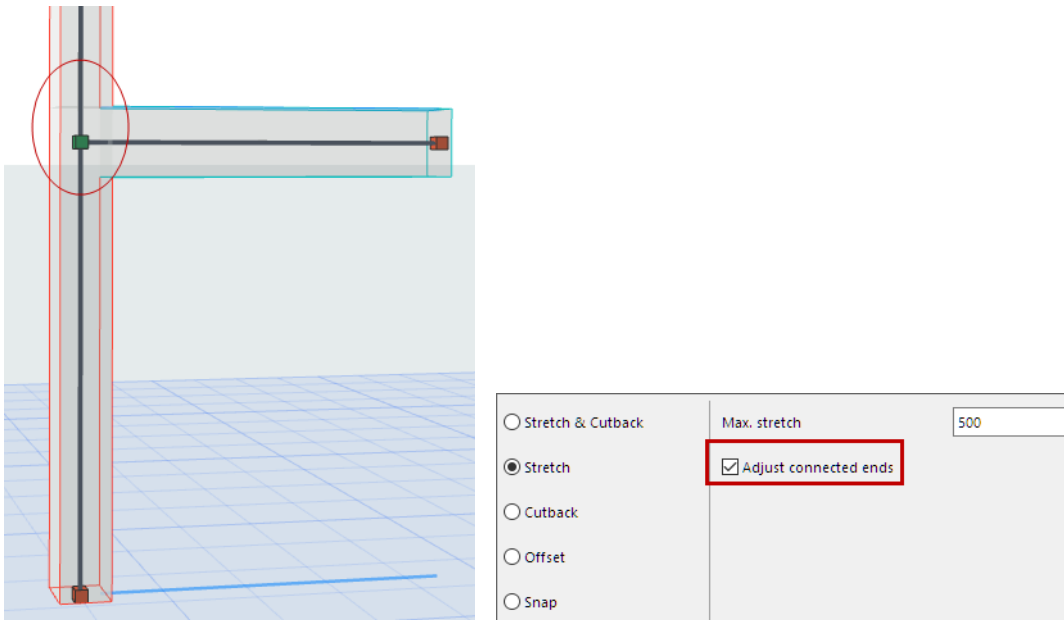 Stretch & Cutback
Max. stretch
500
Stretch
Adjust connected ends
Cutback
Offset
Snap